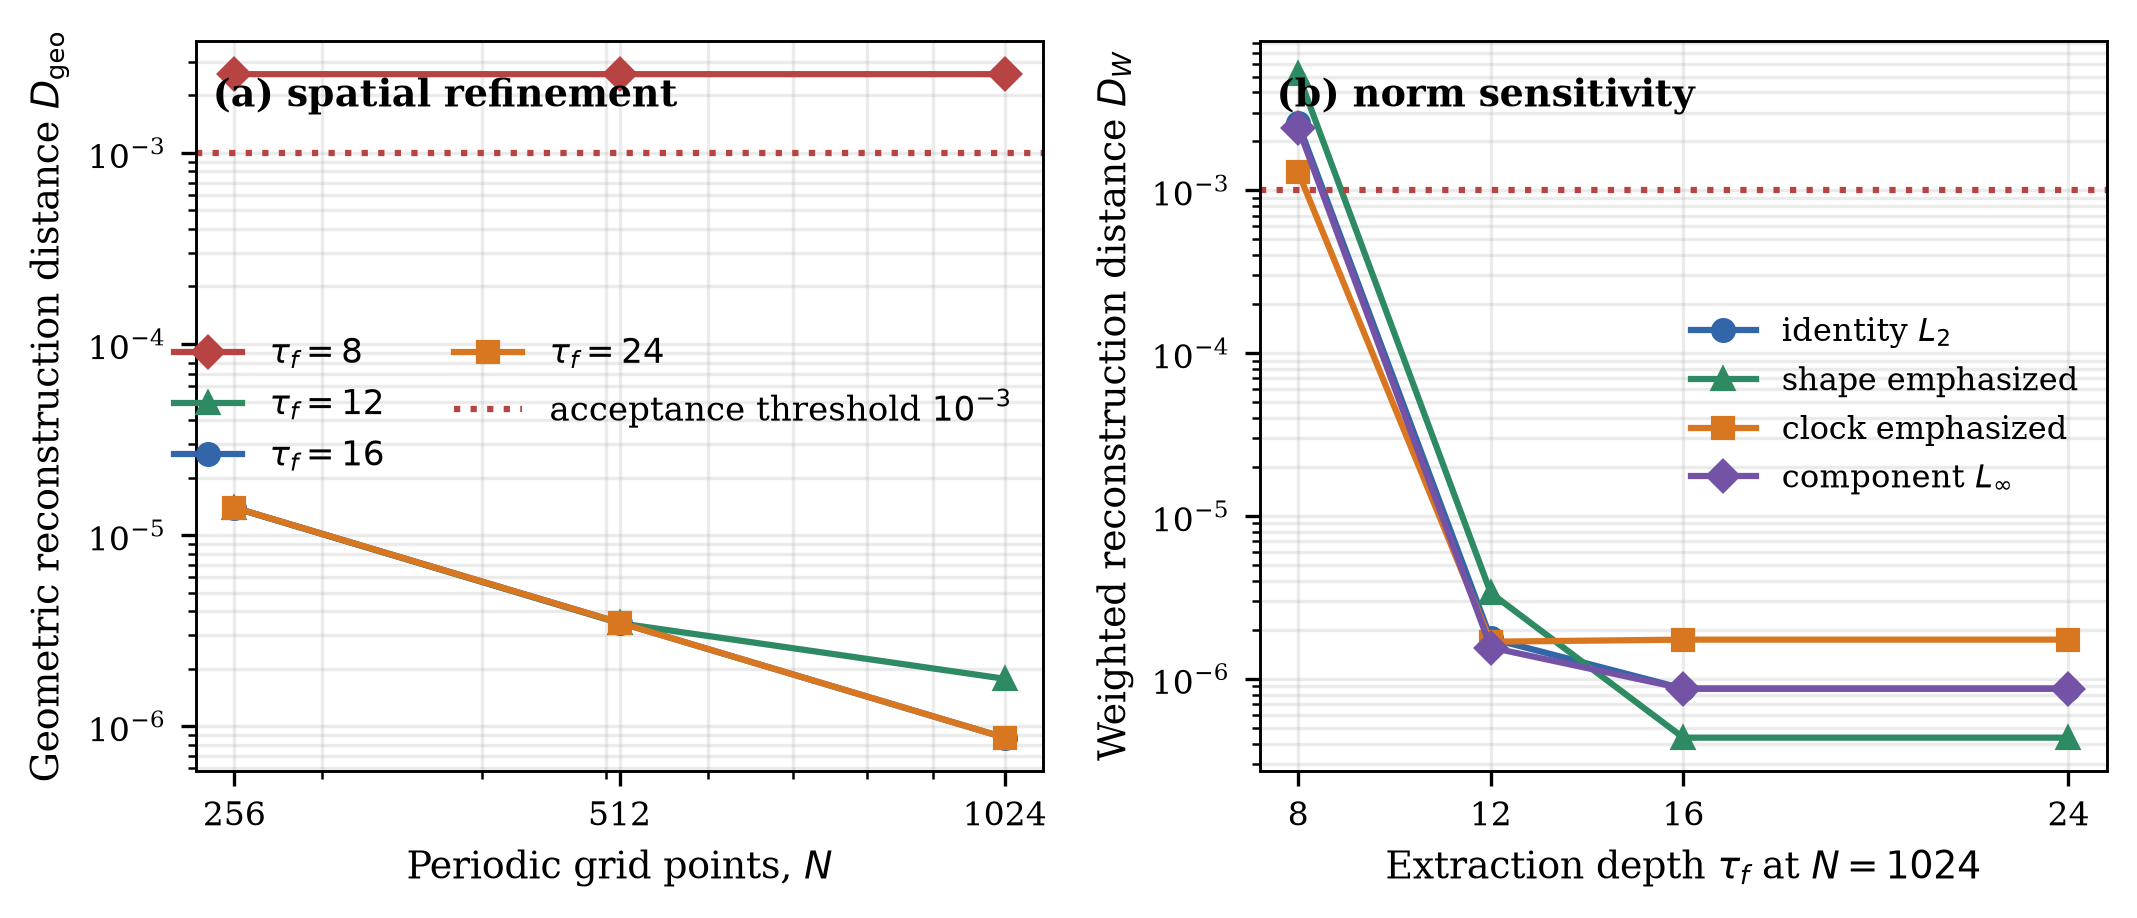 Geometric reconstruction distance D_geo
(a) spatial refinement
10⁻³
10⁻⁴
10⁻⁵
10⁻⁶
τ_f = 8
τ_f = 12
τ_f = 16
τ_f = 24
acceptance threshold 10⁻³
256 512 1024
Periodic grid points, N
Weighted reconstruction distance D_W
(b) norm sensitivity
10⁻³
10⁻⁴
10⁻⁵
10⁻⁶
identity L₂
shape emphasized
clock emphasized
component L_∞
8 12 16 24
Extraction depth τ_f at N = 1024